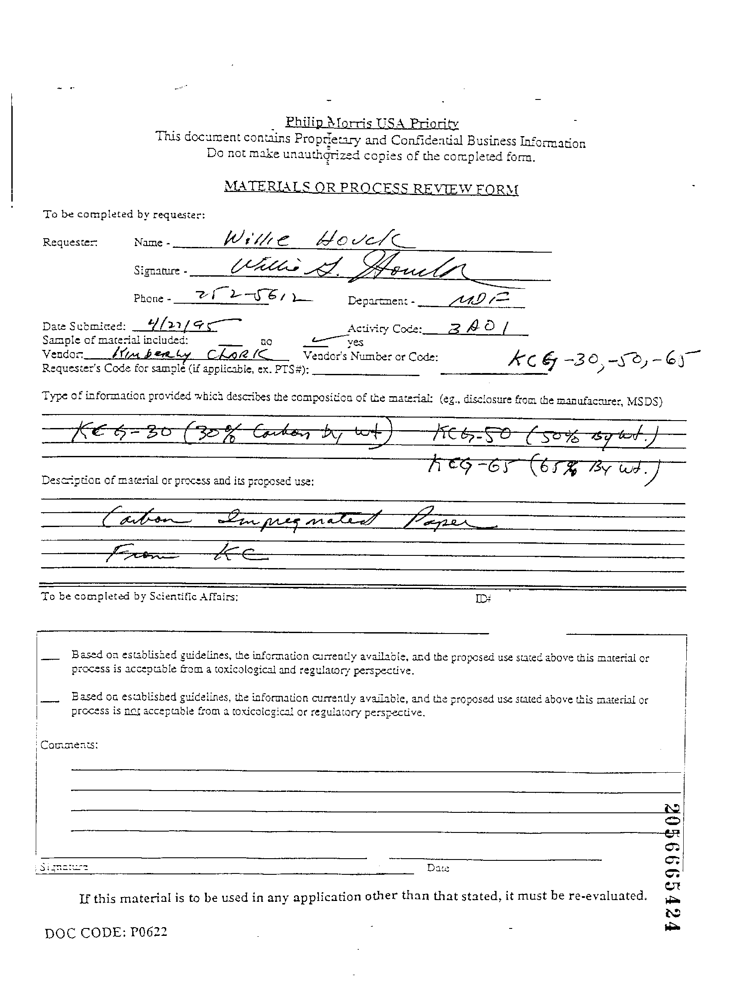 Philip Morris USA Priority
This document contains Proprietary and Confidential Business Information
Do not make unauthorized copies of the completed form.
MATERIALS OR PROCESS REVIEW FORM
To be completed by requester:
Requester: Name - Willie Houck
Signature - Willie G. Houck
Phone - 252-5612 Department - MDF
Date Submitted: 4/27/95 Activity Code: 3A01
Sample of material included: no yes
Vendor: Kimberly Clark Vendor's Number or Code: KCG-30,-50,-65
Requester's Code for sample (if applicable, ex. PTS#):
Type of information provided which describes the composition of the material: (eg., disclosure from the manufacturer, MSDS)
KCG-30 (30% Carbon by wt) KCG-50 (50% By wt.)
KCG-65 (65% By wt.)
Description of material or process and its proposed use:
Carbon Impregnated Paper
From KC
To be completed by Scientific Affairs: ID#
Based on established guidelines, the information currently available, and the proposed use stated above this material or
process is acceptable from a toxicological and regulatory perspective.
Based on established guidelines, the information currently available, and the proposed use stated above this material or
process is not acceptable from a toxicological or regulatory perspective.
Comments:
Signature Date
If this material is to be used in any application other than that stated, it must be re-evaluated.
DOC CODE: P0622
2056665424